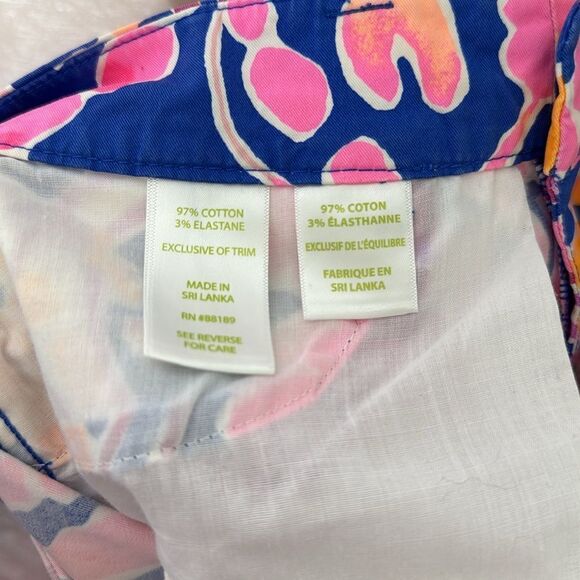 97% COTTON
3% ELASTANE
EXCLUSIVE OF TRIM
MADE IN
SRI LANKA
RN #88189
SEE REVERSE
FOR CARE
97% COTTON
3% ÉLASTHANNE
EXCLUSIF DE L'ÉQUILIBRE
FABRIQUE EN
SRI LANKA